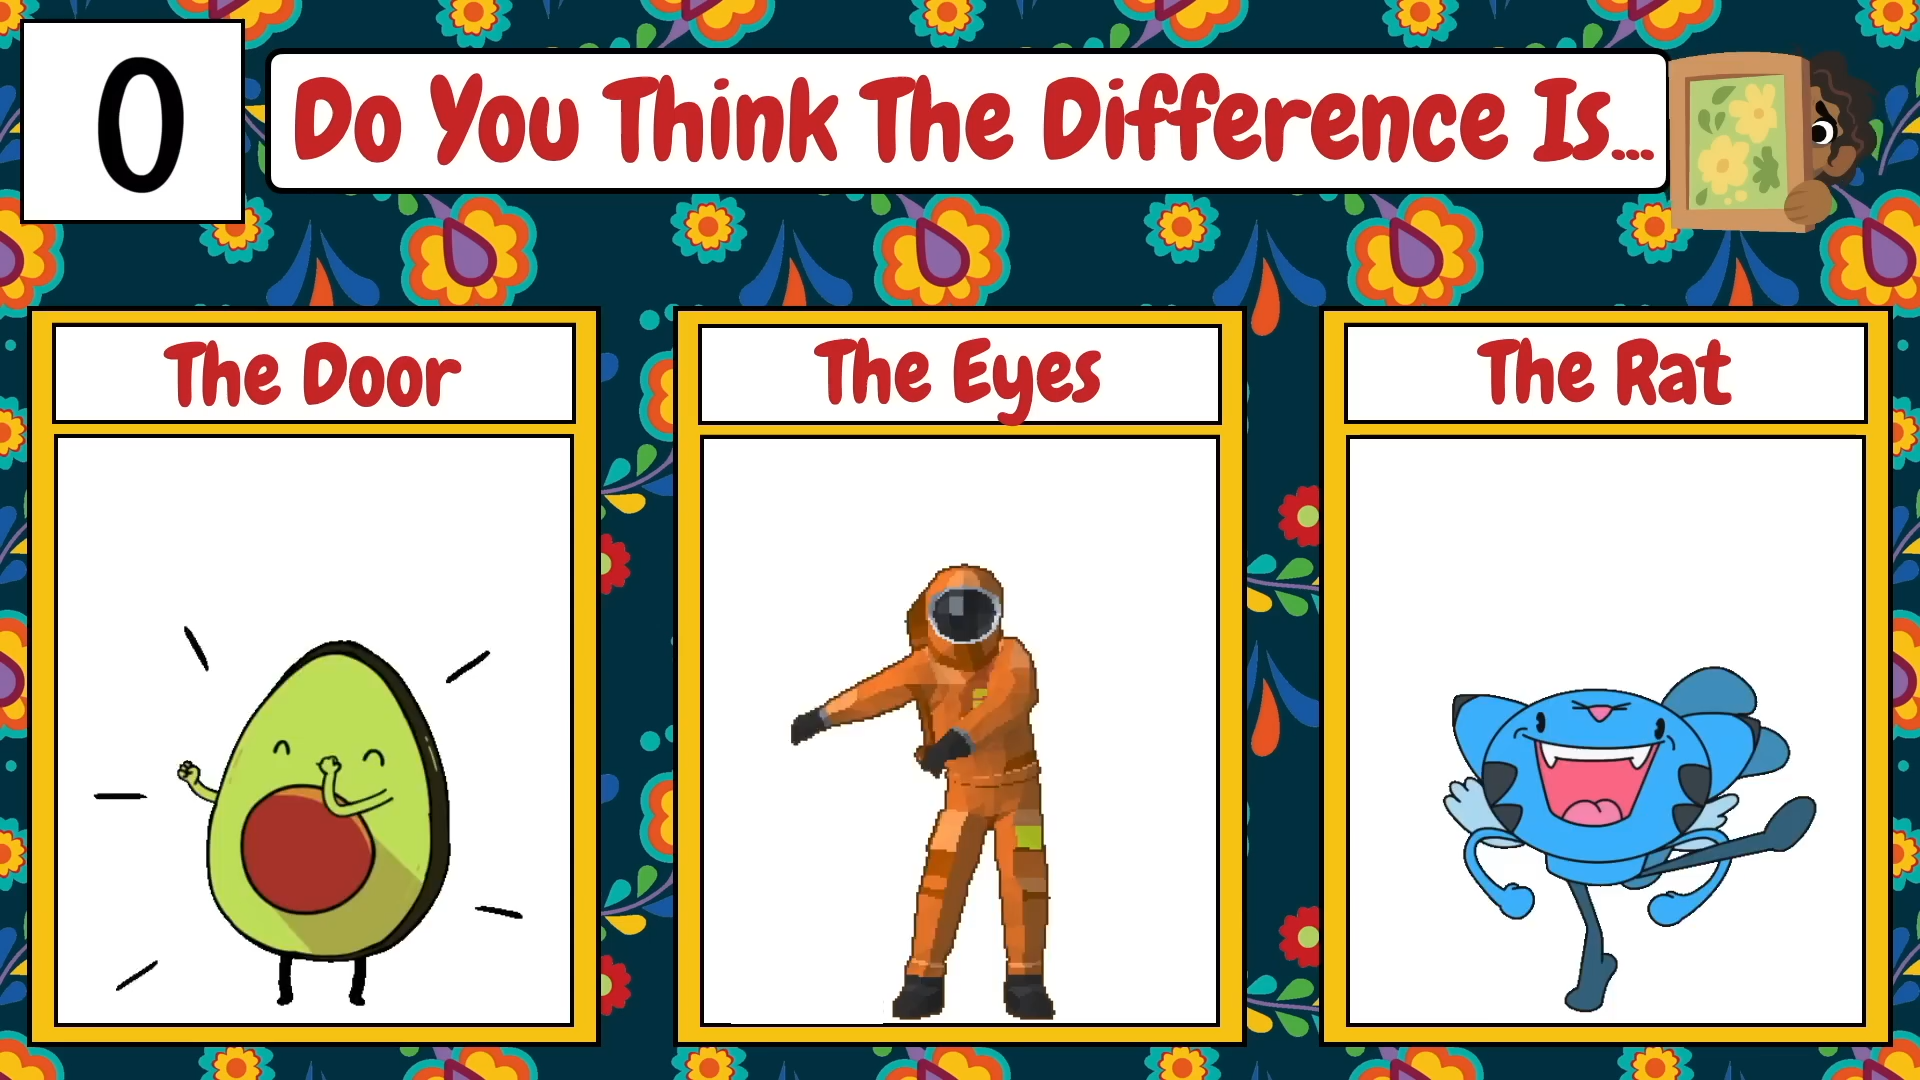 0
Do You Think The Difference Is...
The Door
The Eyes
The Rat